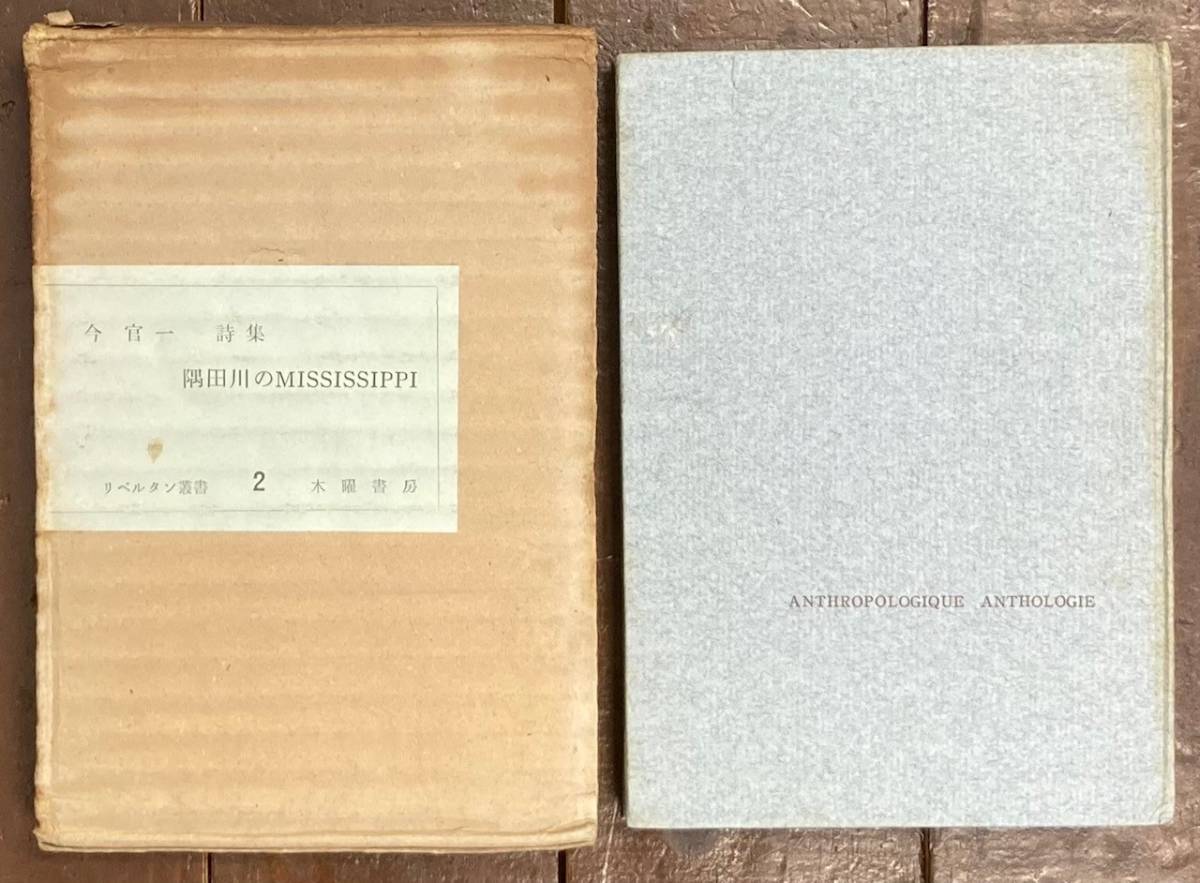 今 官一 詩集
隅田川のMISSISSIPPI
リベルタン叢書 2 木曜書房
ANTHROPOLOGIQUE ANTHOLOGIE